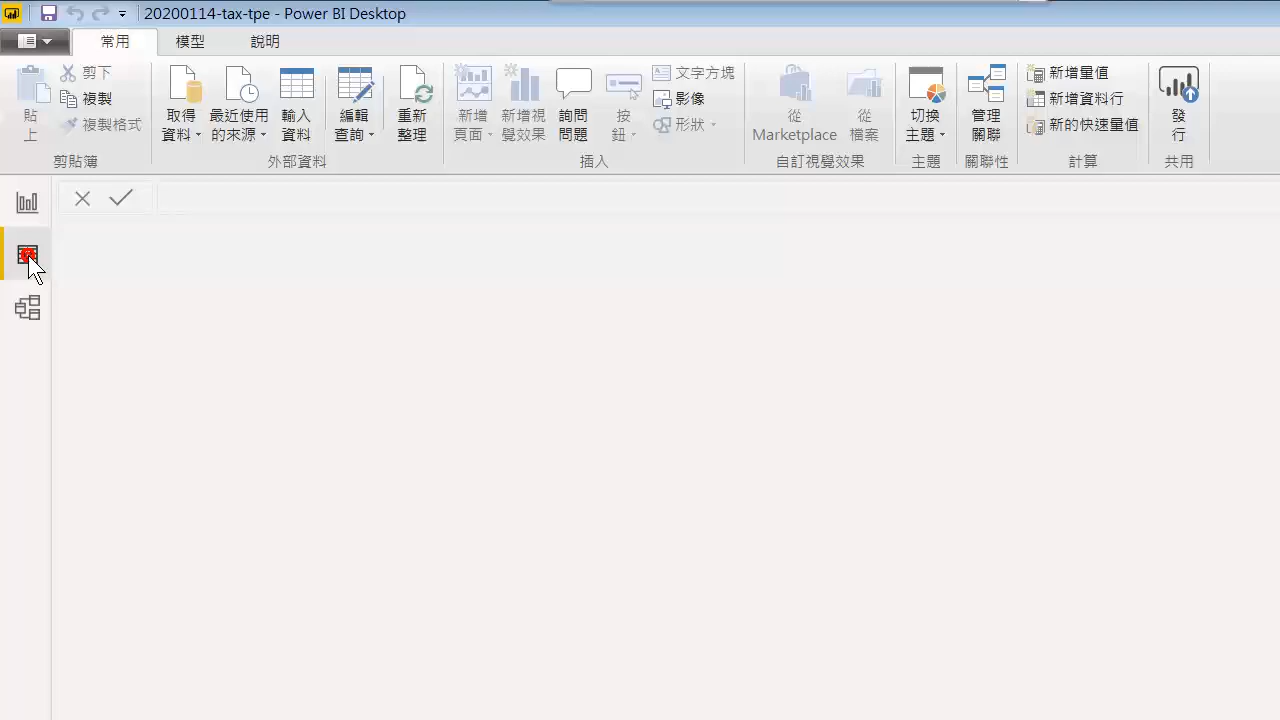 20200114-tax-tpe - Power BI Desktop
常用 模型 說明
貼上
剪下
複製
複製格式
剪貼簿
取得資料
最近使用的來源
輸入資料
編輯查詢
外部資料
重新整理
新增頁面
新增視覺效果
詢問問題
按鈕
文字方塊
影像
形狀
插入
從 Marketplace
從檔案
自訂視覺效果
切換主題
主題
管理關聯
關聯性
新增量值
新增資料行
新的快速量值
計算
發行
共用